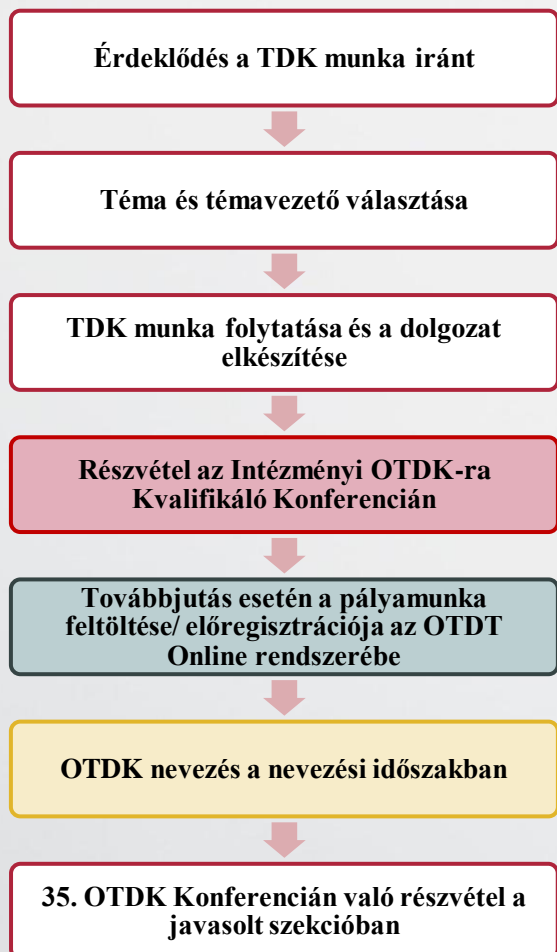 Érdeklődés a TDK munka iránt
Téma és témavezető választása
TDK munka folytatása és a dolgozat
elkészítése
Részvétel az Intézményi OTDK-ra
Kvalifikáló Konferencián
Továbbjutás esetén a pályamunka
feltöltése/ előregisztrációja az OTDT
Online rendszerébe
OTDK nevezés a nevezési időszakban
35. OTDK Konferencián való részvétel a
javasolt szekcióban